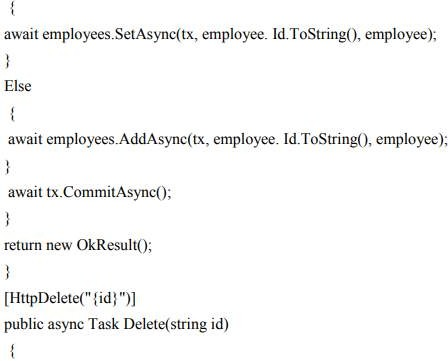 {
await employees.SetAsync(tx, employee. Id.ToString(), employee);
}
Else
{
await employees.AddAsync(tx, employee. Id.ToString(), employee);
}
await tx.CommitAsync();
}
return new OkResult();
}
[HttpDelete("{id}")]
public async Task Delete(string id)
{